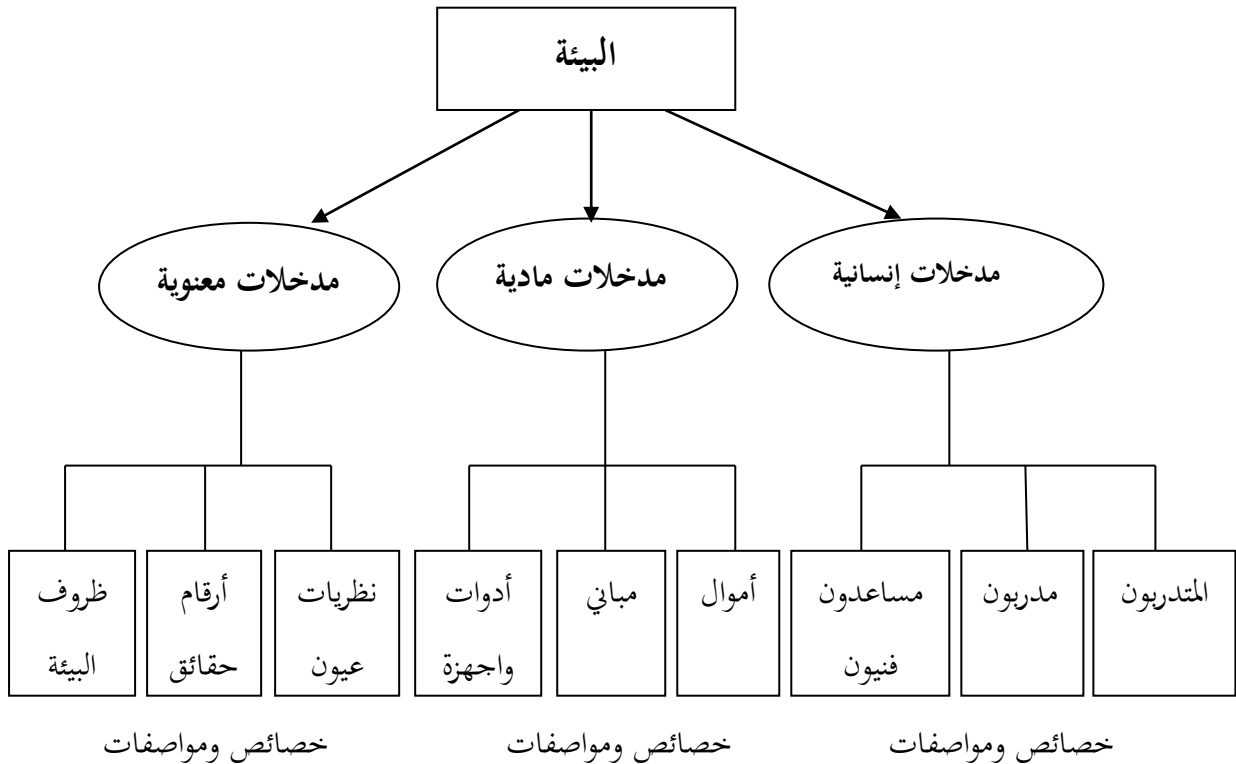 البيئة
مدخلات إنسانية
مدخلات مادية
مدخلات معنوية
المتدربون
مدربون
مساعدون
فنيون
أموال
مباني
أدوات
واجهزة
نظريات
عيون
أرقام
حقائق
ظروف
البيئة
خصائص ومواصفات
خصائص ومواصفات
خصائص ومواصفات